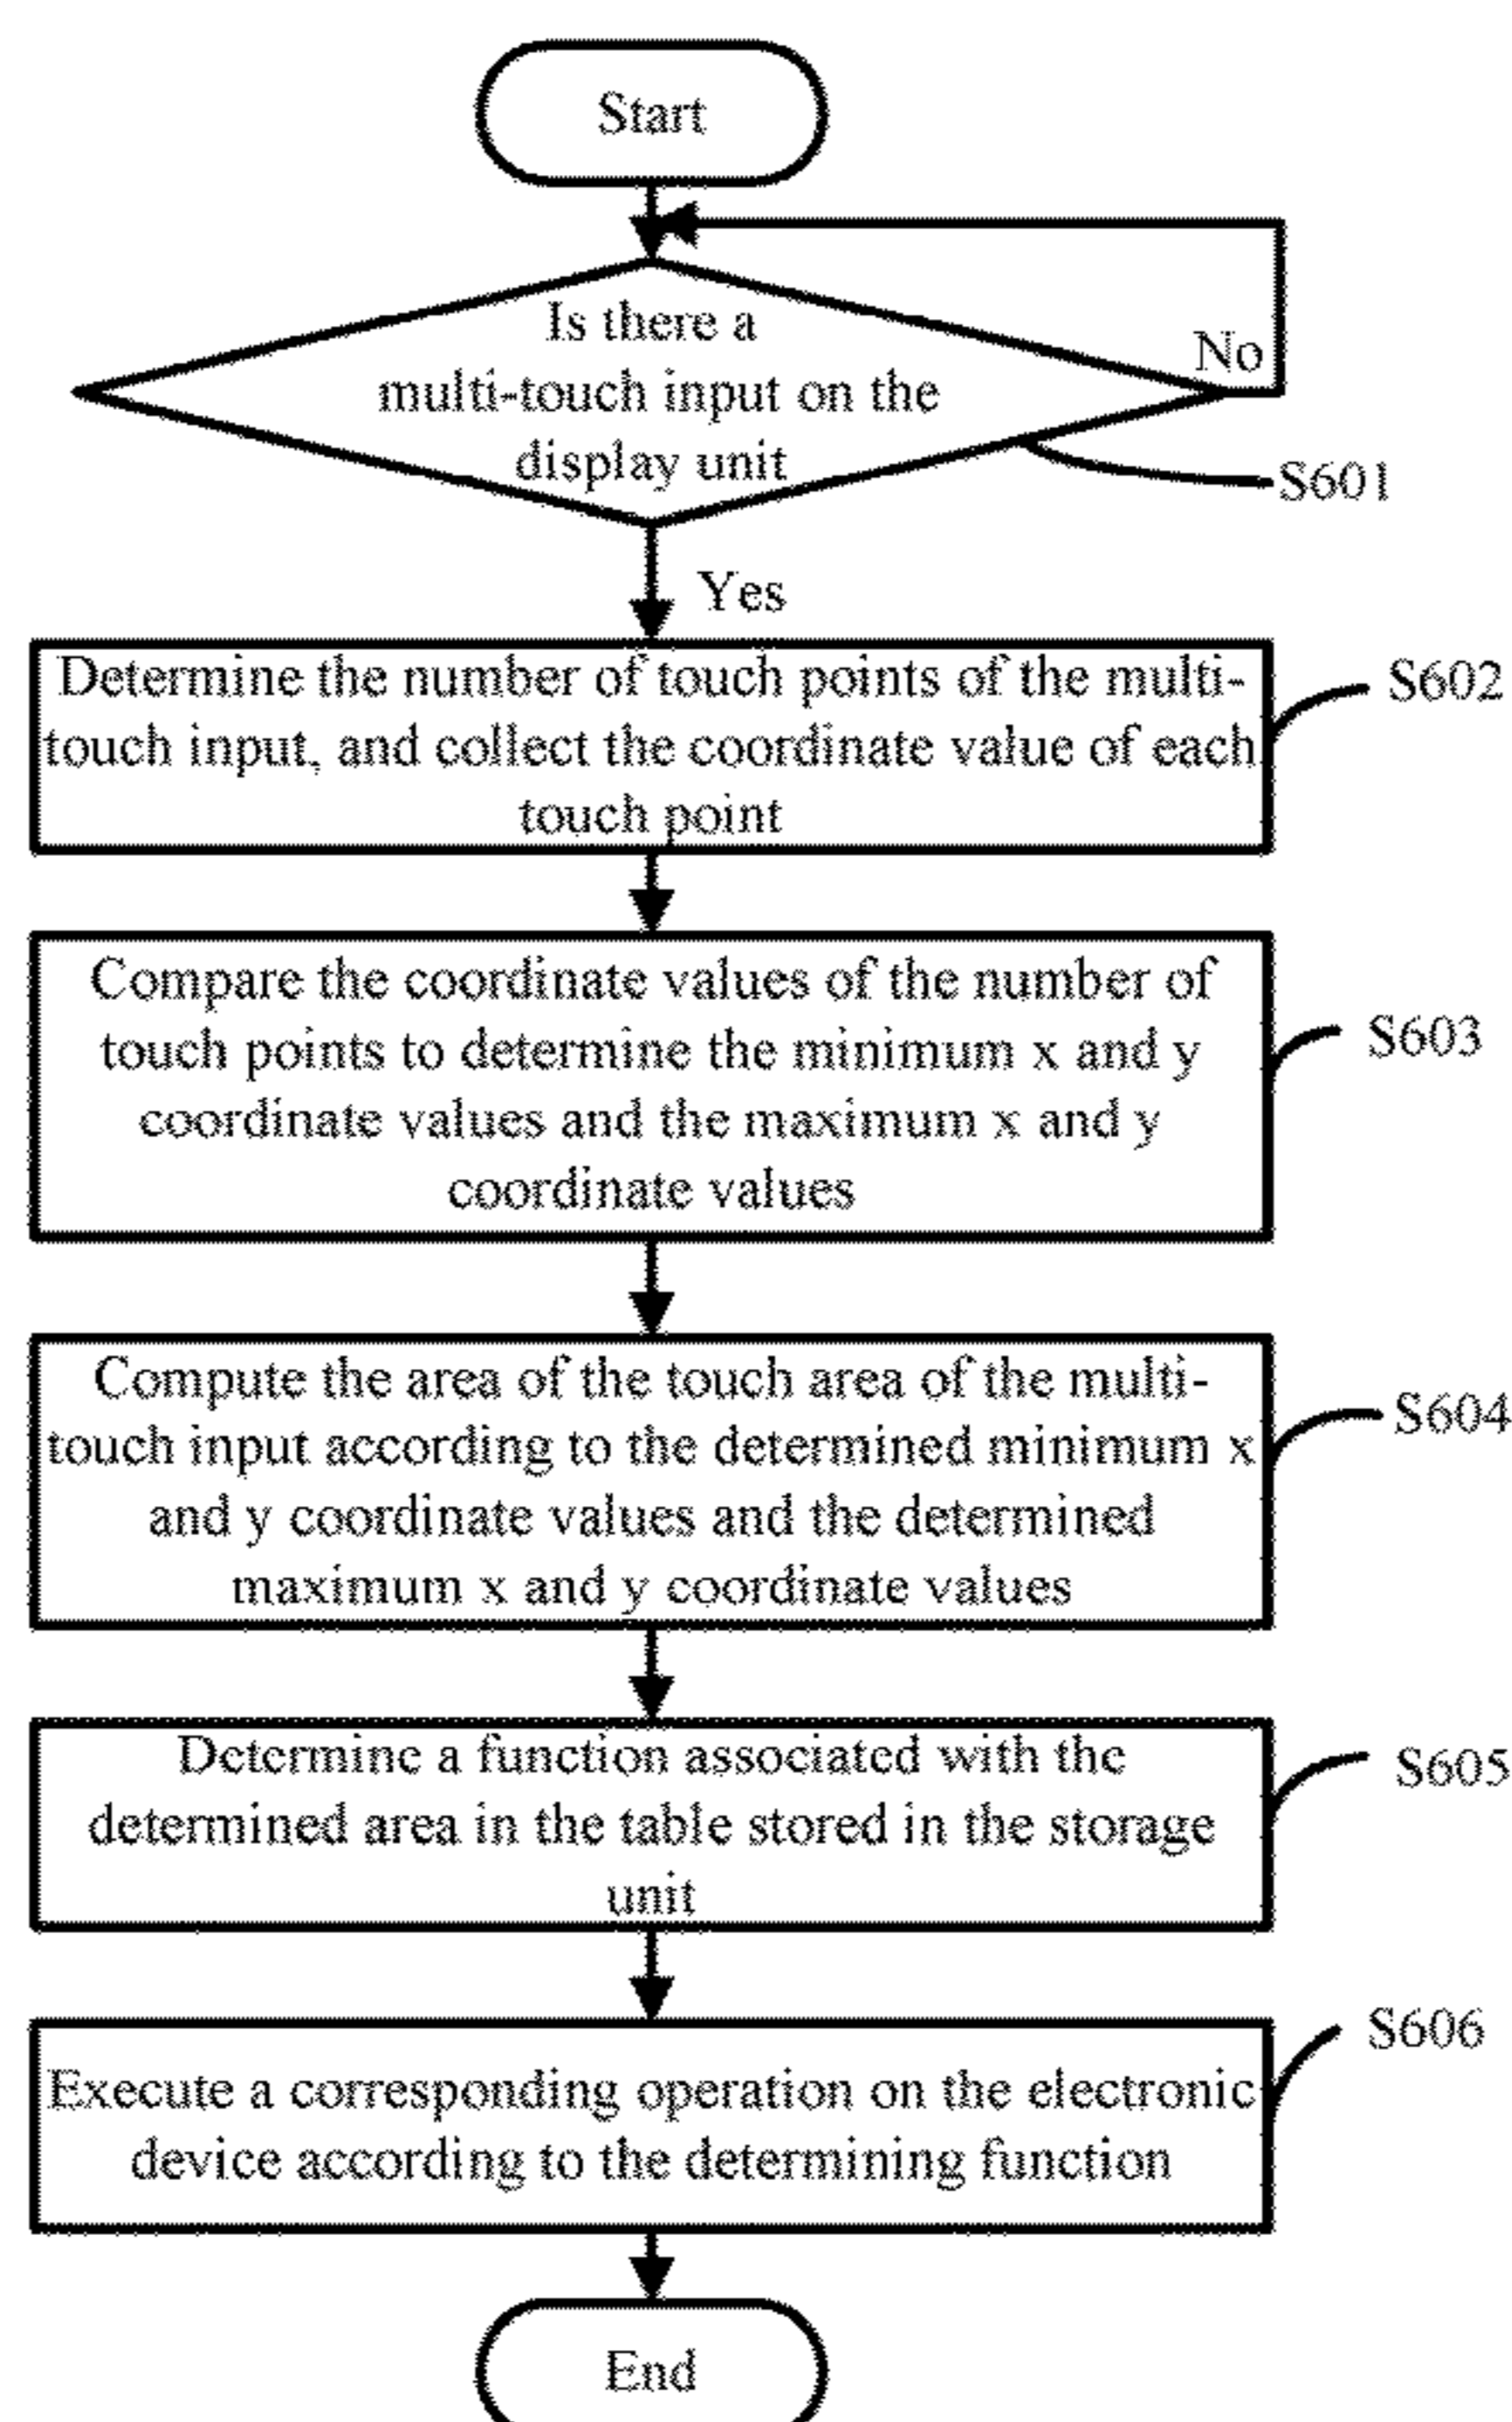 Start
Is there a
multi-touch input on the
display unit
No
S601
Yes
Determine the number of touch points of the multi-
touch input, and collect the coordinate value of each
touch point
S602
Compare the coordinate values of the number of
touch points to determine the minimum x and y
coordinate values and the maximum x and y
coordinate values
S603
Compute the area of the touch area of the multi-
touch input according to the determined minimum x
and y coordinate values and the determined
maximum x and y coordinate values
S604
Determine a function associated with the
determined area in the table stored in the storage
unit
S605
Execute a corresponding operation on the electronic
device according to the determining function
S606
End